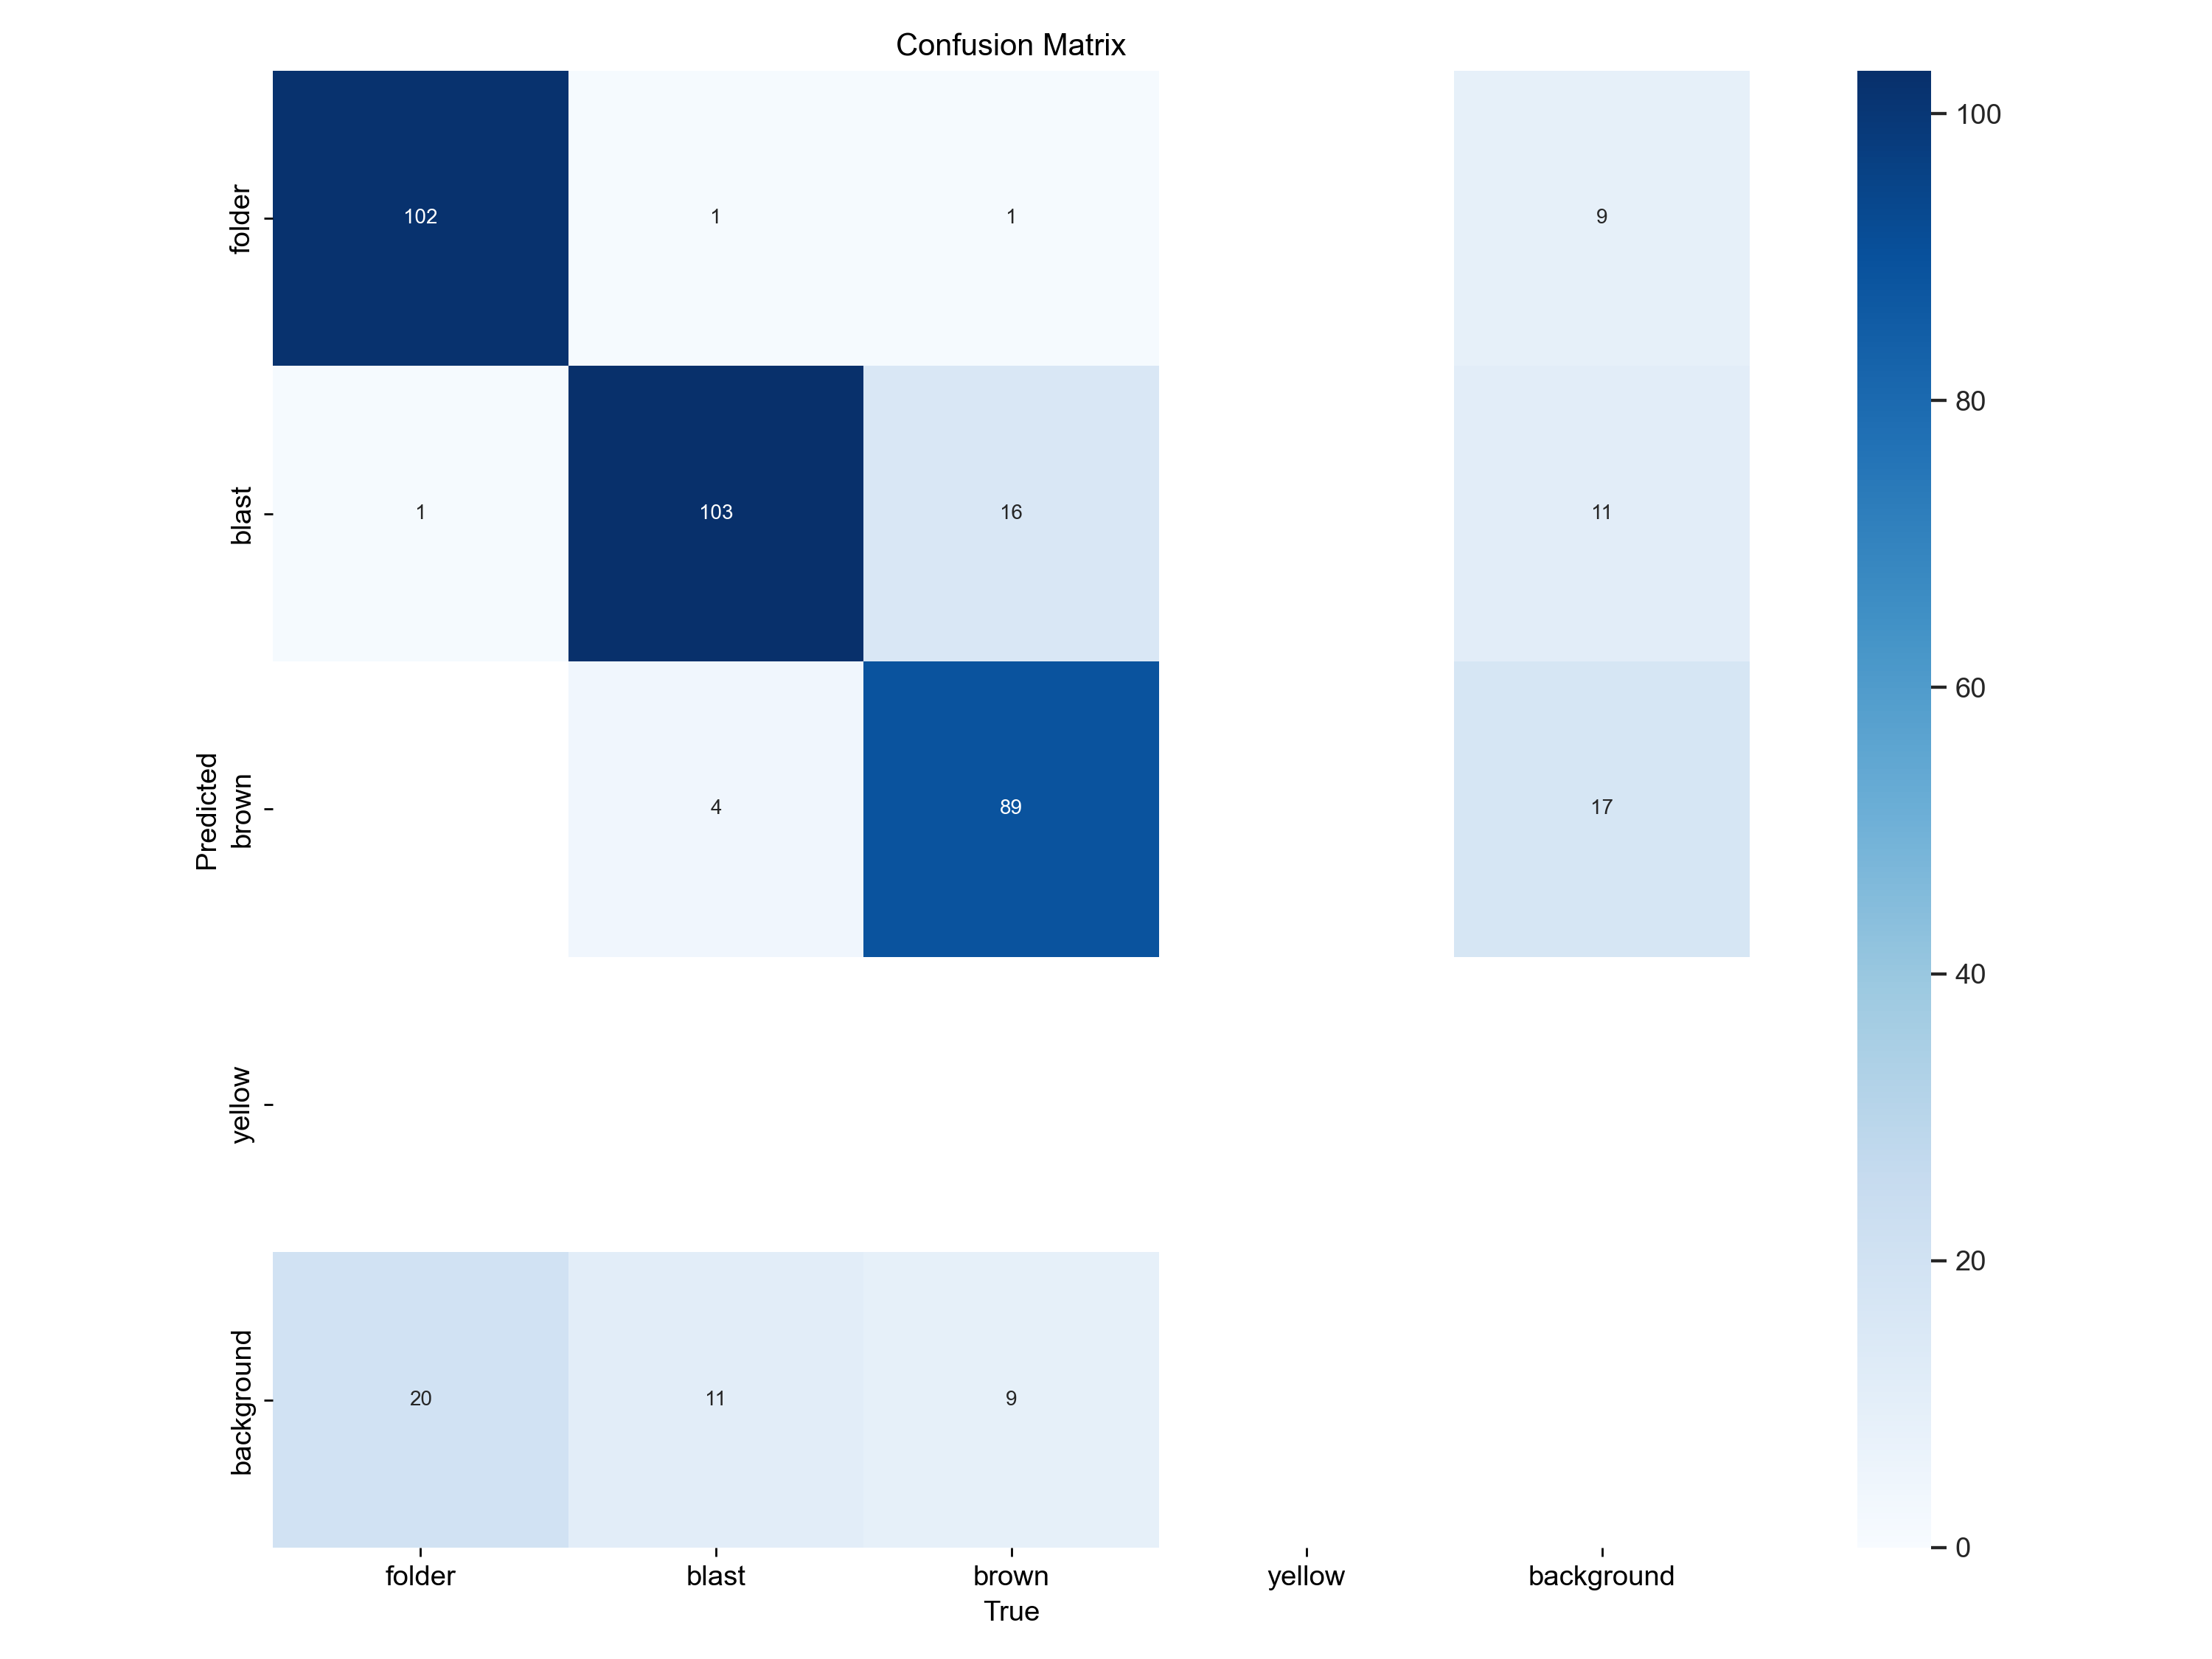 Confusion Matrix
folder
102
1
1
9
100
blast
1
103
16
11
80
Predicted
brown
4
89
17
60
yellow
40
background
20
11
9
20
0
folder
blast
brown
yellow
background
True